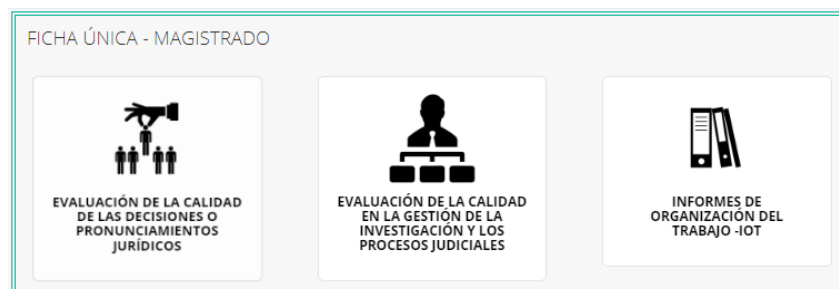 FICHA ÚNICA - MAGISTRADO
EVALUACIÓN DE LA CALIDAD
DE LAS DECISIONES O
PRONUNCIAMIENTOS
JURÍDICOS
EVALUACIÓN DE LA CALIDAD
EN LA GESTIÓN DE LA
INVESTIGACIÓN Y LOS
PROCESOS JUDICIALES
INFORMES DE
ORGANIZACIÓN DEL
TRABAJO -IOT